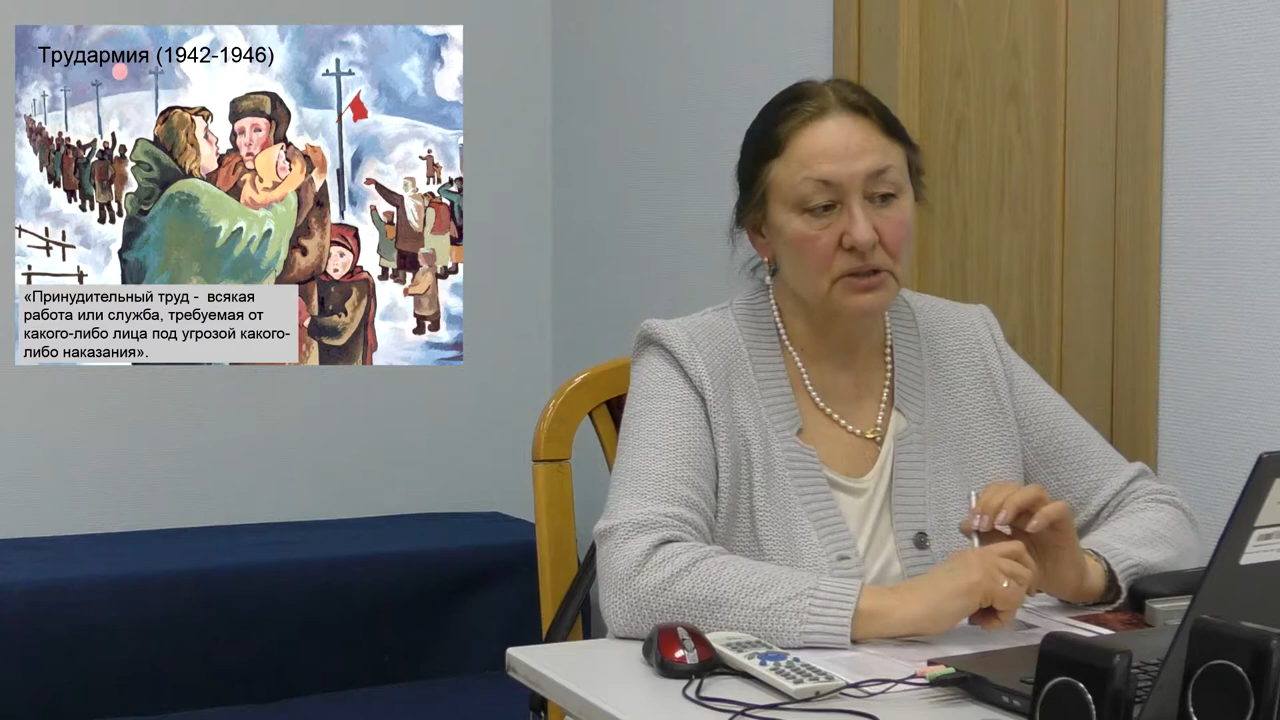 Трудармия (1942-1946)
«Принудительный труд - всякая
работа или служба, требуемая от
какого-либо лица под угрозой какого-
либо наказания».